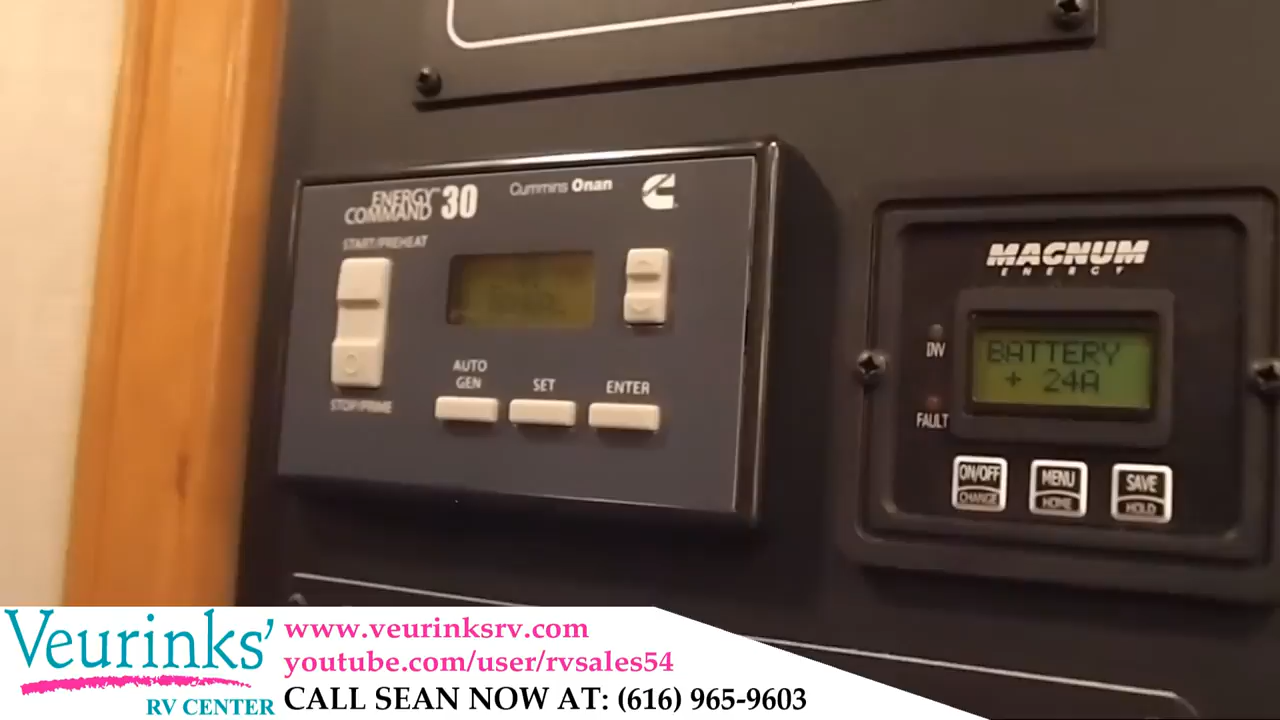 ENERGY COMMAND 30
Cummins Onan
START/PREHEAT
AUTO GEN
SET
ENTER
STOP/PRIME
MAGNUM
ENERGY
INV
FAULT
BATTERY
+ 24A
ON/OFF
CHANGE
MENU
HOME
SAVE
HOLD
Veurinks'
RV CENTER
www.veurinksrv.com
youtube.com/user/rvsales54
CALL SEAN NOW AT: (616) 965-9603